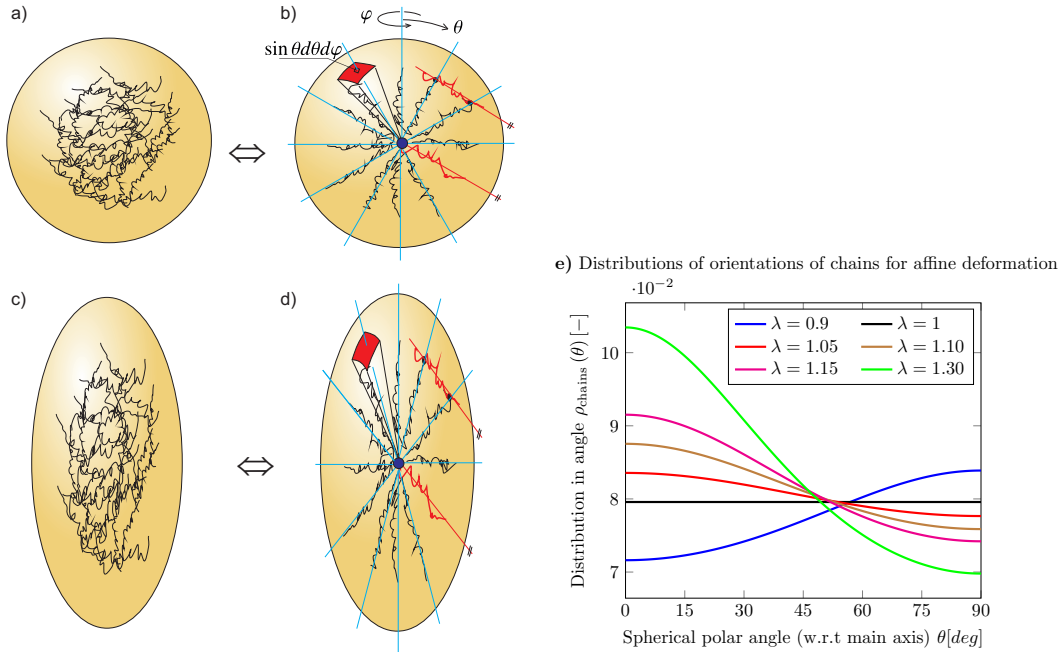 a)
b)
φ
θ
sin θdθdφ
c)
d)
e) Distributions of orientations of chains for affine deformation
·10⁻²
λ = 0.9
λ = 1
λ = 1.05
λ = 1.10
λ = 1.15
λ = 1.30
10
9
8
7
0
15
30
45
60
75
90
Distribution in angle ρchains (θ) [−]
Spherical polar angle (w.r.t main axis) θ[deg]